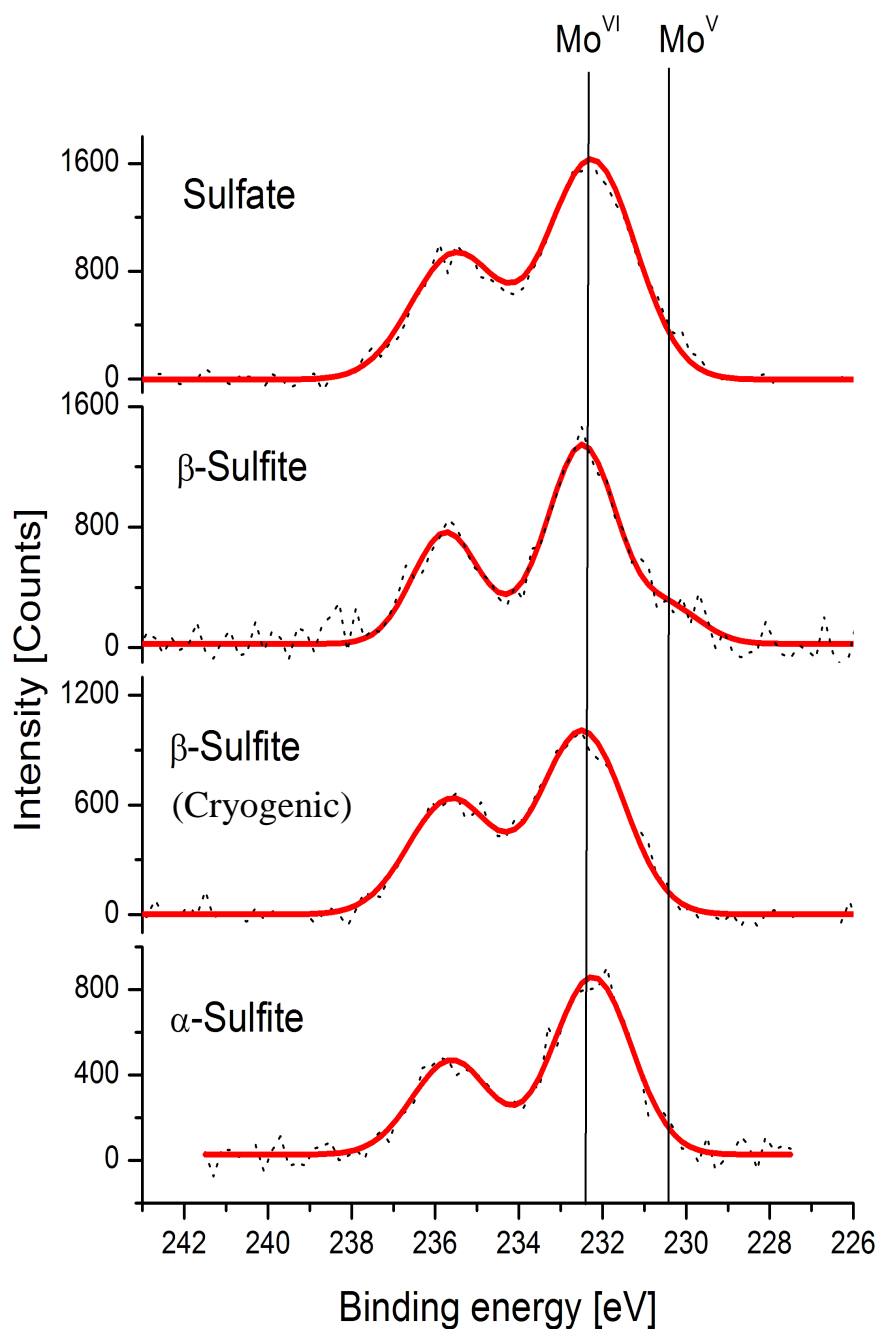 Mo^VI Mo^V
Sulfate
1600
800
0
β-Sulfite
1600
800
0
β-Sulfite
(Cryogenic)
1200
600
0
α-Sulfite
800
400
0
Intensity [Counts]
242 240 238 236 234 232 230 228 226
Binding energy [eV]